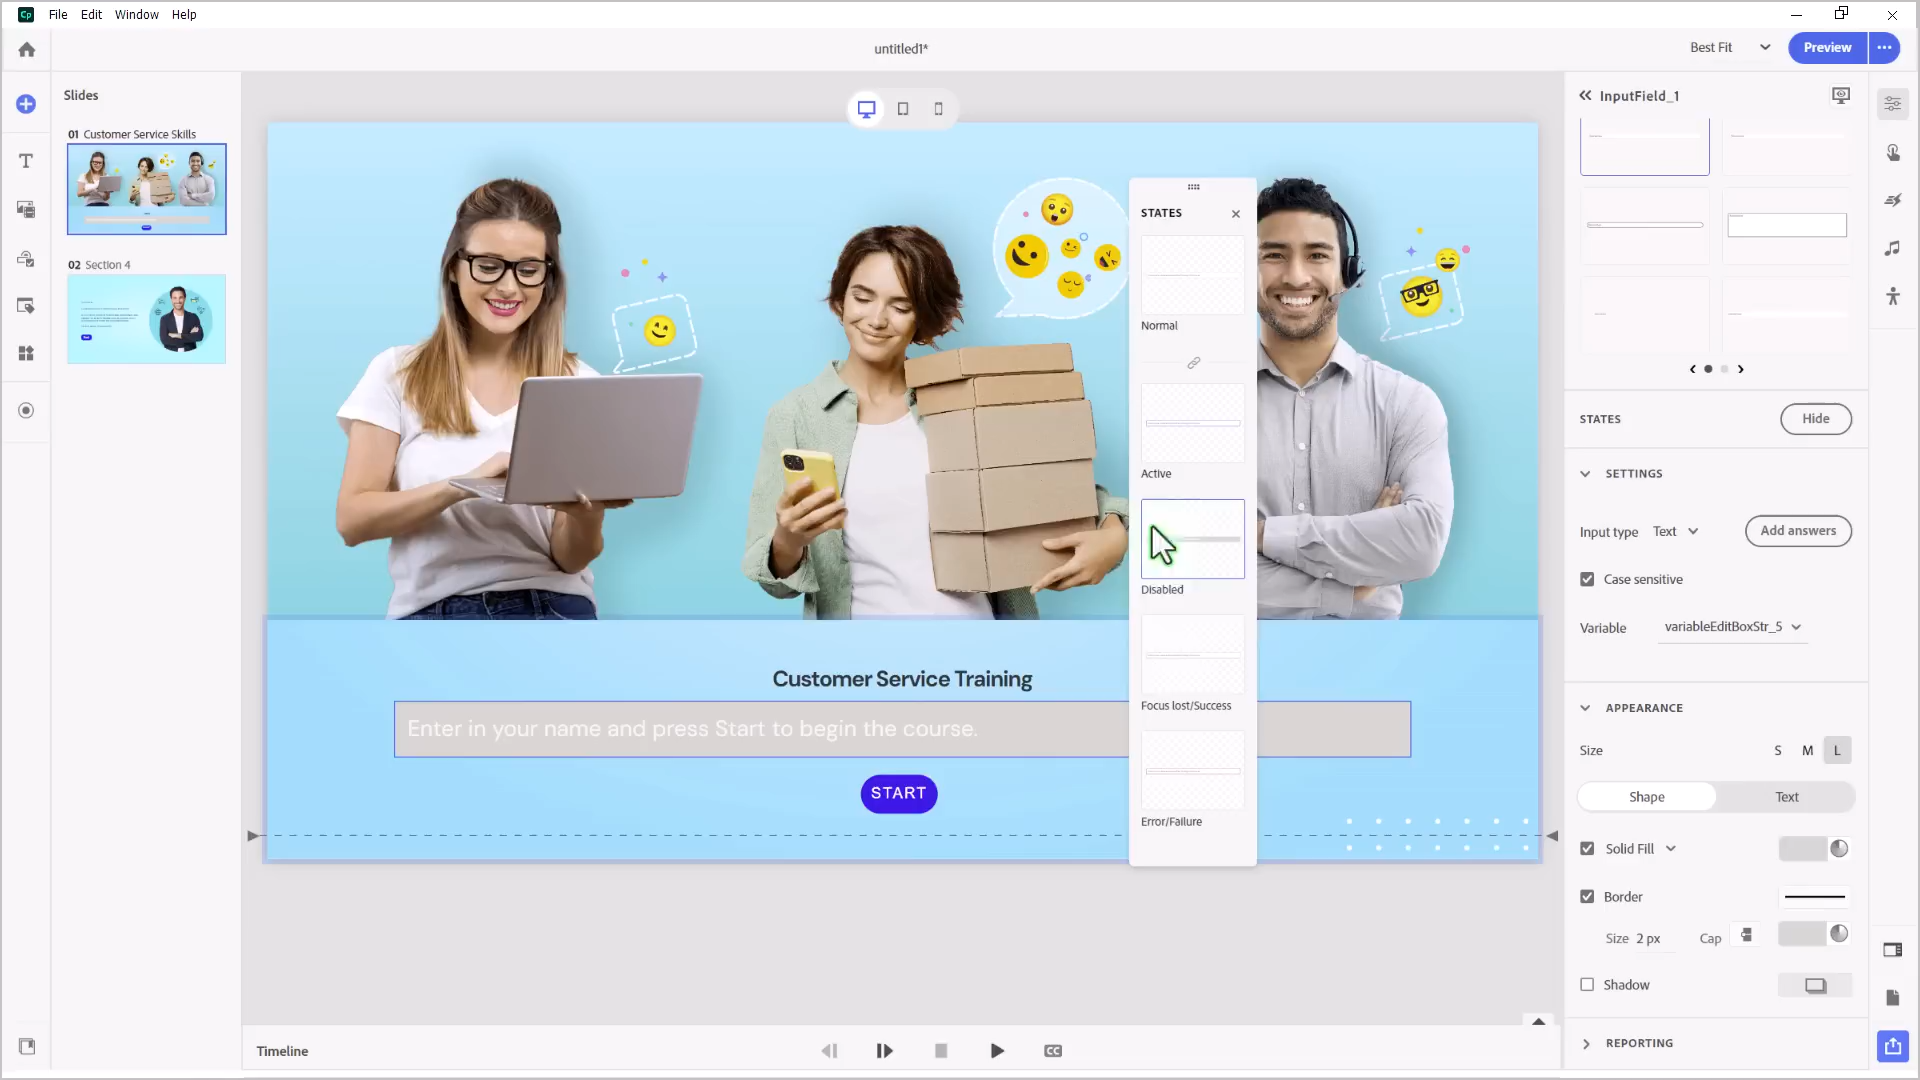 Cp File Edit Window Help
untitled1*
Best Fit
Preview
Slides
01 Customer Service Skills
02 Section 4
STATES
Normal
Active
Disabled
Focus lost/Success
Error/Failure
Customer Service Training
Enter in your name and press Start to begin the course.
START
Timeline
CC
InputField_1
STATES
Hide
SETTINGS
Input type Text
Add answers
Case sensitive
Variable variableEditBoxStr_5
APPEARANCE
Size S M L
Shape Text
Solid Fill
Border
Size 2 px Cap
Shadow
REPORTING